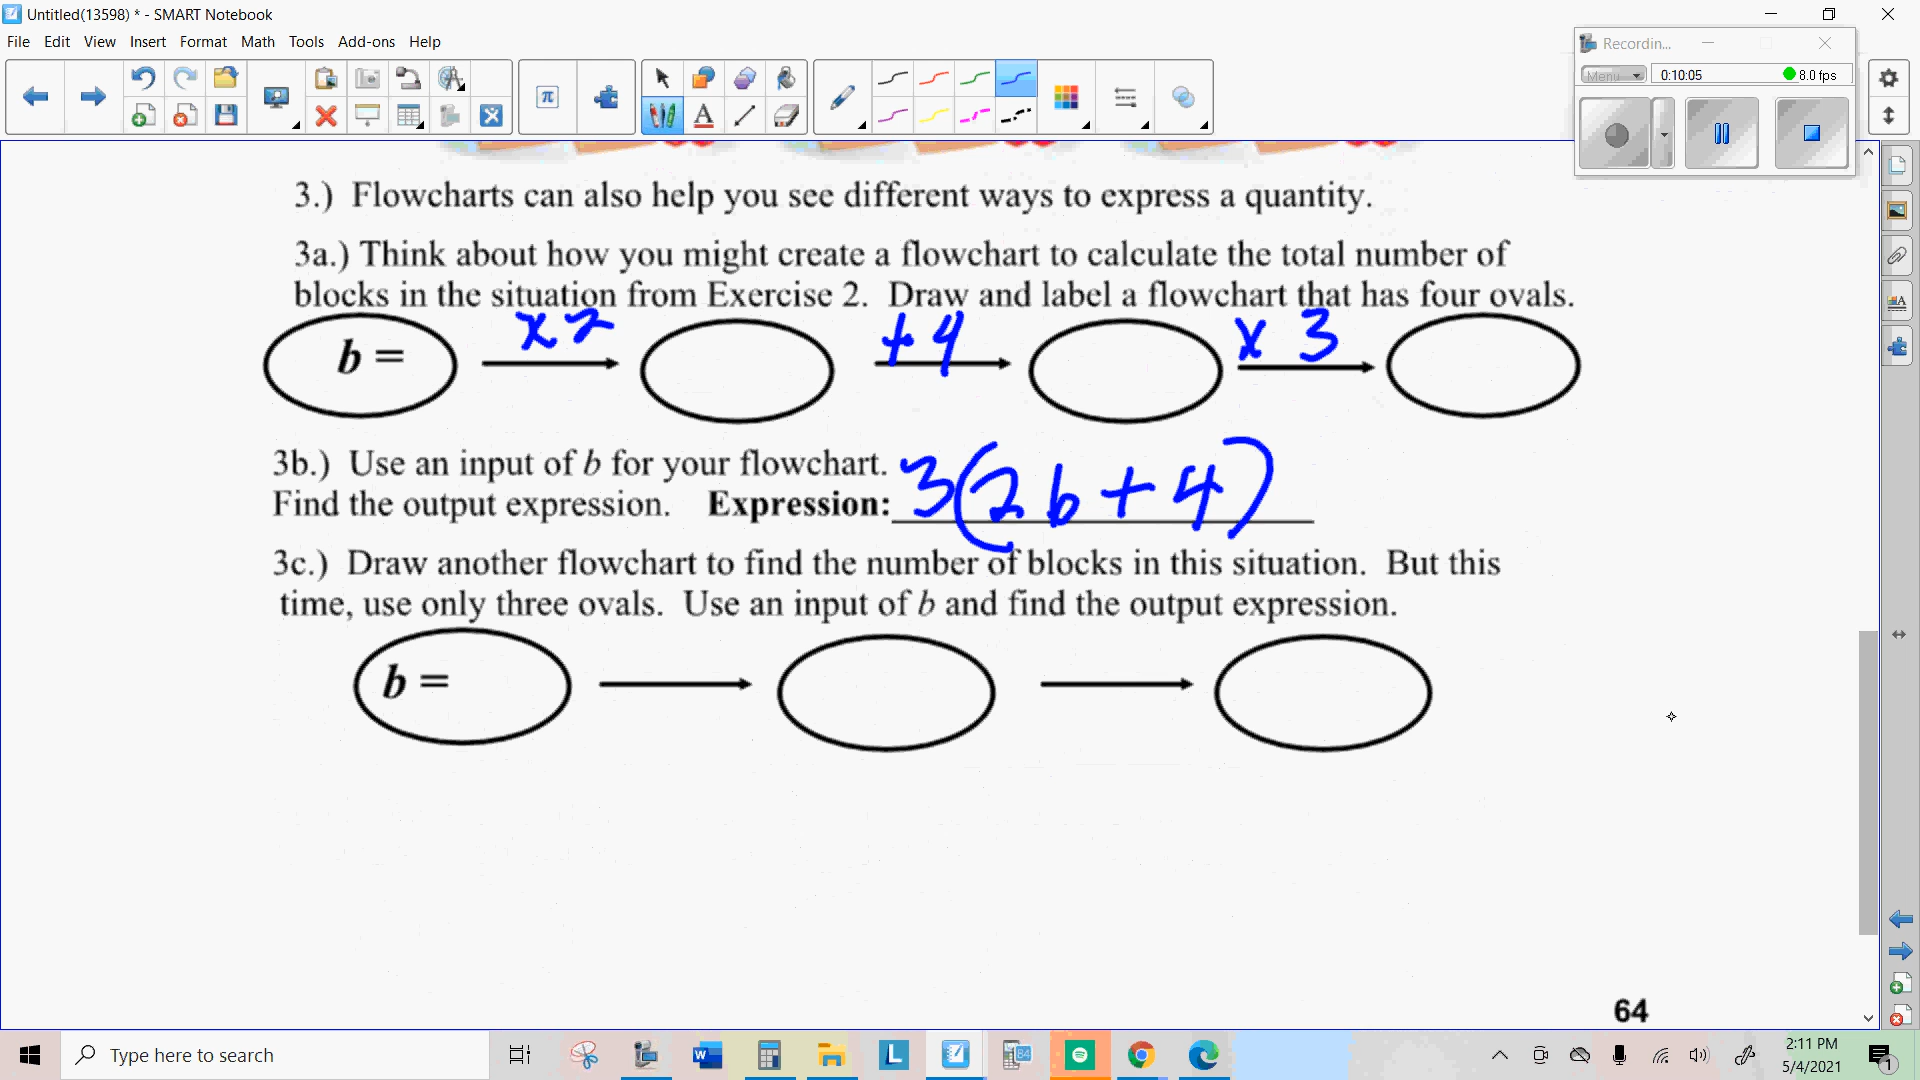 Untitled(13598) * - SMART Notebook
File Edit View Insert Format Math Tools Add-ons Help
Recordin...
Menu 0:10:05 8.0 fps
π
A
3.) Flowcharts can also help you see different ways to express a quantity.
3a.) Think about how you might create a flowchart to calculate the total number of
blocks in the situation from Exercise 2. Draw and label a flowchart that has four ovals.
b = x2 +4 x 3
3b.) Use an input of b for your flowchart.
Find the output expression. Expression: 3(2b+4)
3c.) Draw another flowchart to find the number of blocks in this situation. But this
time, use only three ovals. Use an input of b and find the output expression.
b =
64
Type here to search
W
L
84
2:11 PM
5/4/2021
1